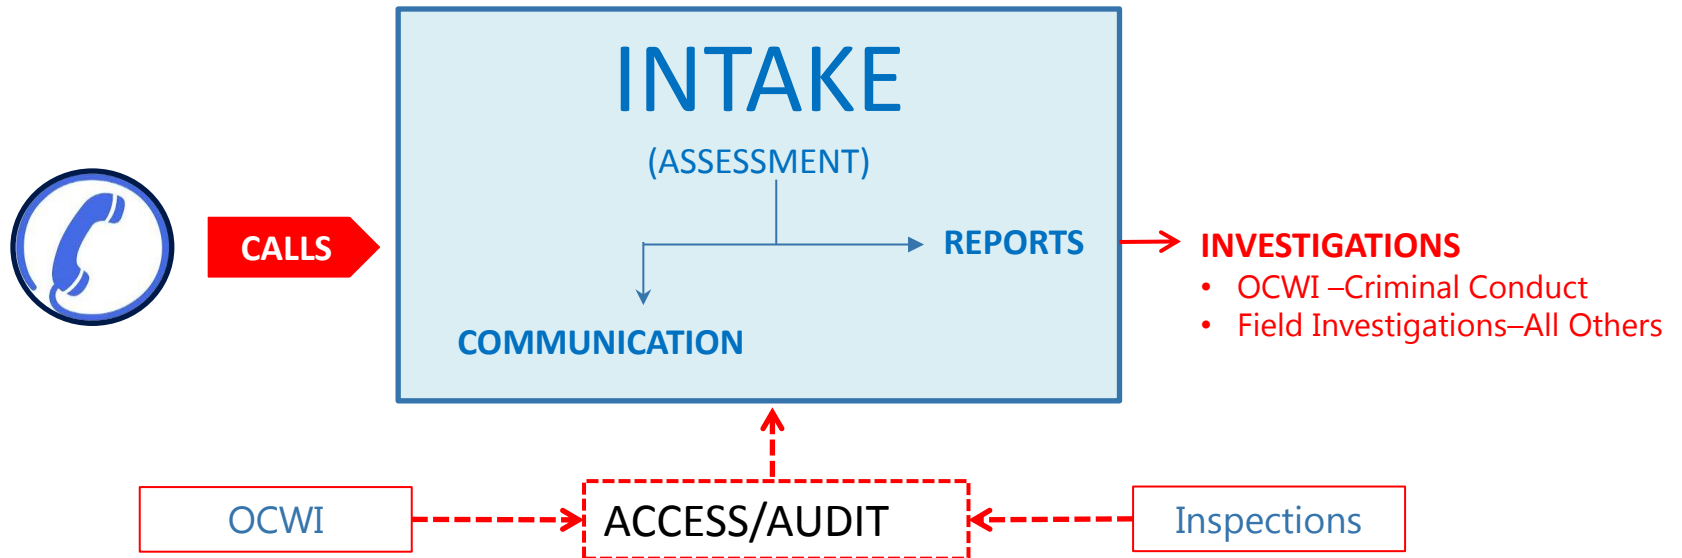 INTAKE
(ASSESSMENT)
CALLS
REPORTS
COMMUNICATION
INVESTIGATIONS
• OCWI –Criminal Conduct
• Field Investigations–All Others
OCWI
ACCESS/AUDIT
Inspections